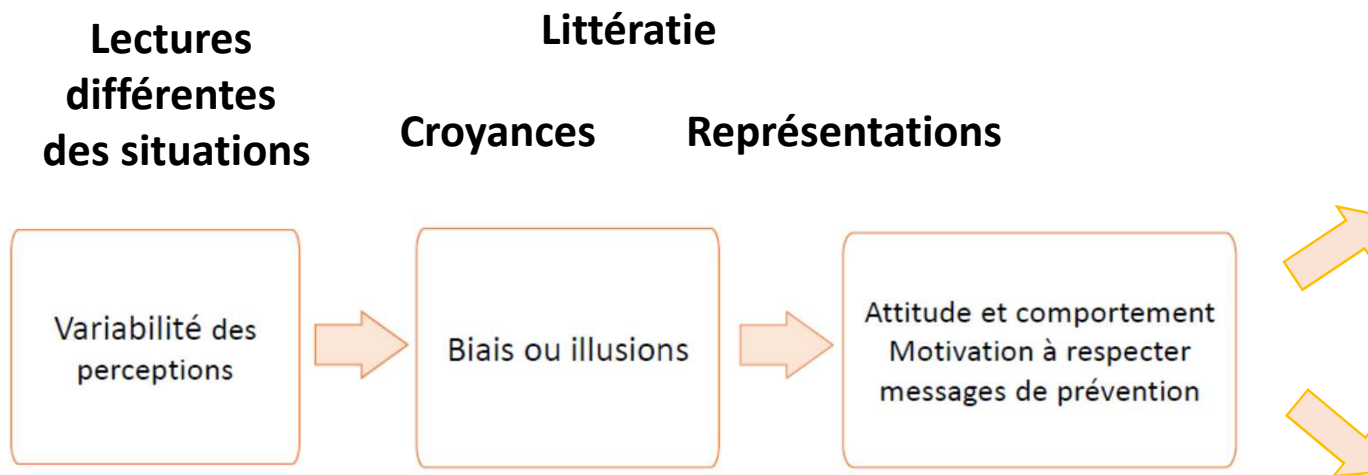 Lectures
différentes
des situations
Littératie
Croyances
Représentations
Variabilité des
perceptions
Biais ou illusions
Attitude et comportement
Motivation à respecter
messages de prévention